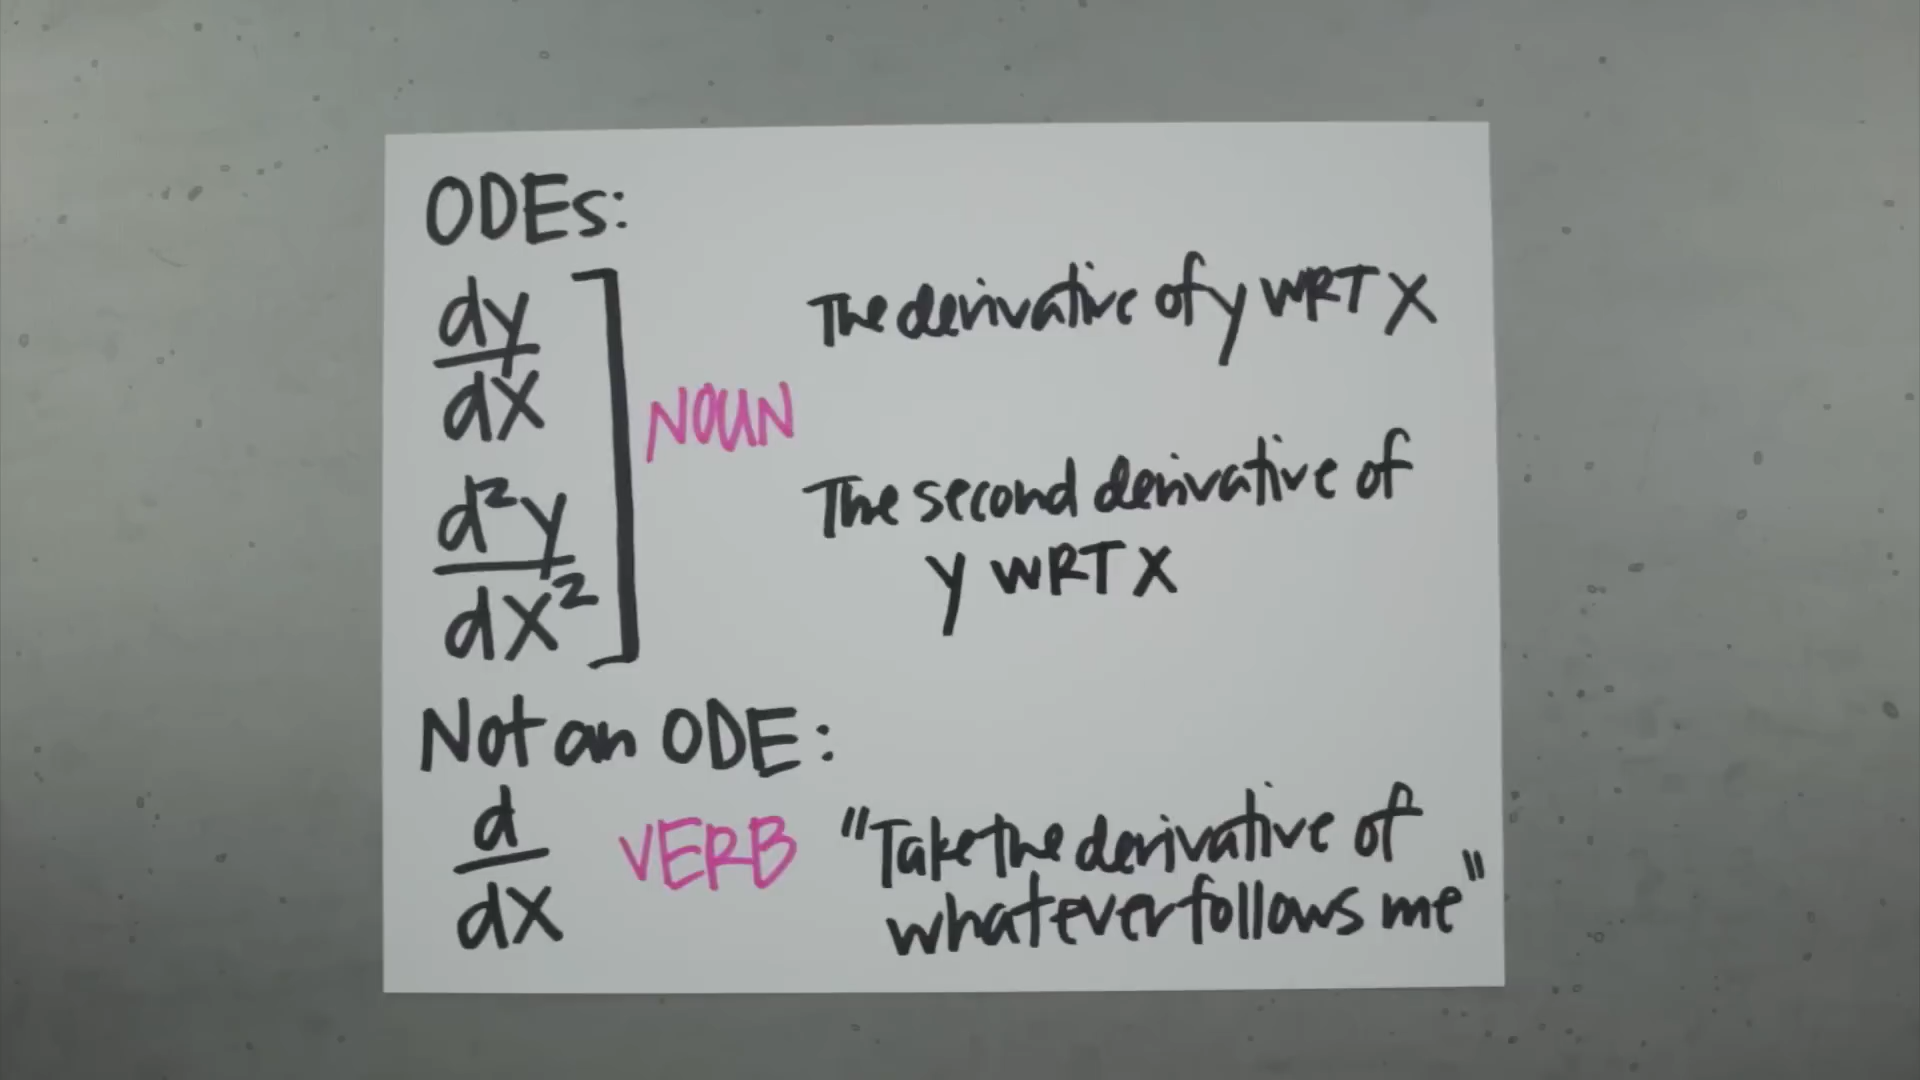 ODEs:
dy
dx
The derivative of y WRT X
NOUN
d²y
dx²
The second derivative of
y WRT X
Not an ODE:
d
dx
VERB
"Take the derivative of
whatever follows me"